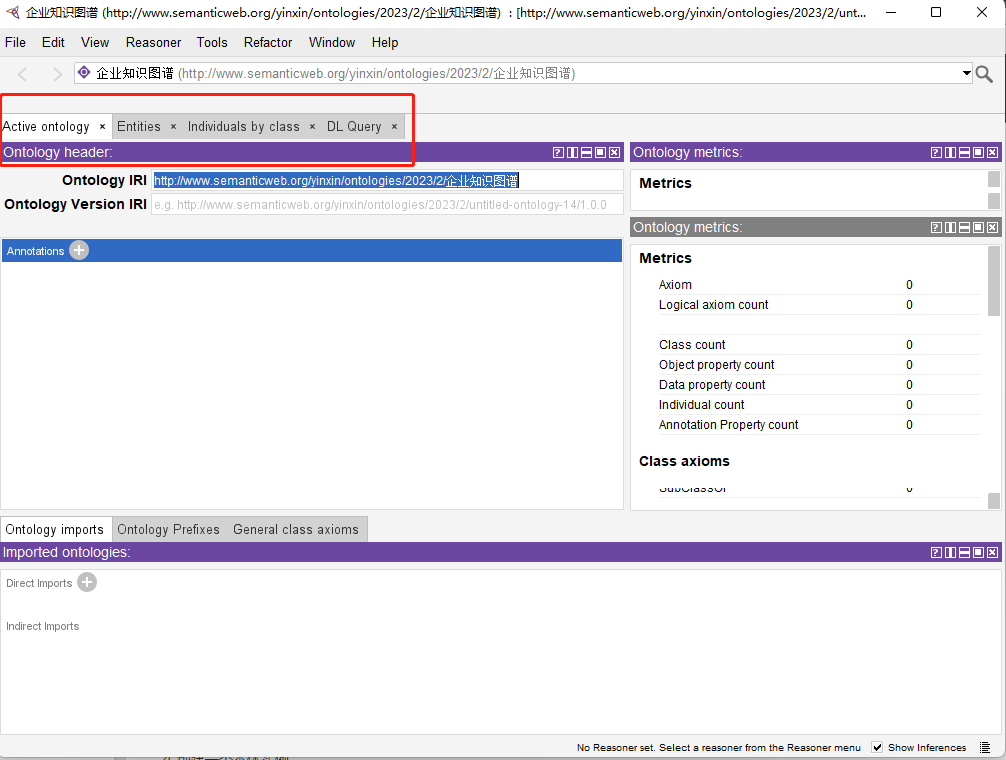 企业知识图谱 (http://www.semanticweb.org/yinxin/ontologies/2023/2/企业知识图谱) : [http://www.semanticweb.org/yinxin/ontologies/2023/2/unt...
File Edit View Reasoner Tools Refactor Window Help
企业知识图谱 (http://www.semanticweb.org/yinxin/ontologies/2023/2/企业知识图谱)
Active ontology × Entities × Individuals by class × DL Query ×
Ontology header:
Ontology IRI http://www.semanticweb.org/yinxin/ontologies/2023/2/企业知识图谱
Ontology Version IRI e.g. http://www.semanticweb.org/yinxin/ontologies/2023/2/untitled-ontology-14/1.0.0
Annotations
Ontology metrics:
Metrics
Ontology metrics:
Metrics
Axiom 0
Logical axiom count 0
Class count 0
Object property count 0
Data property count 0
Individual count 0
Annotation Property count 0
Class axioms
SubClassOf 0
Ontology imports Ontology Prefixes General class axioms
Imported ontologies:
Direct Imports
Indirect Imports
No Reasoner set. Select a reasoner from the Reasoner menu Show Inferences